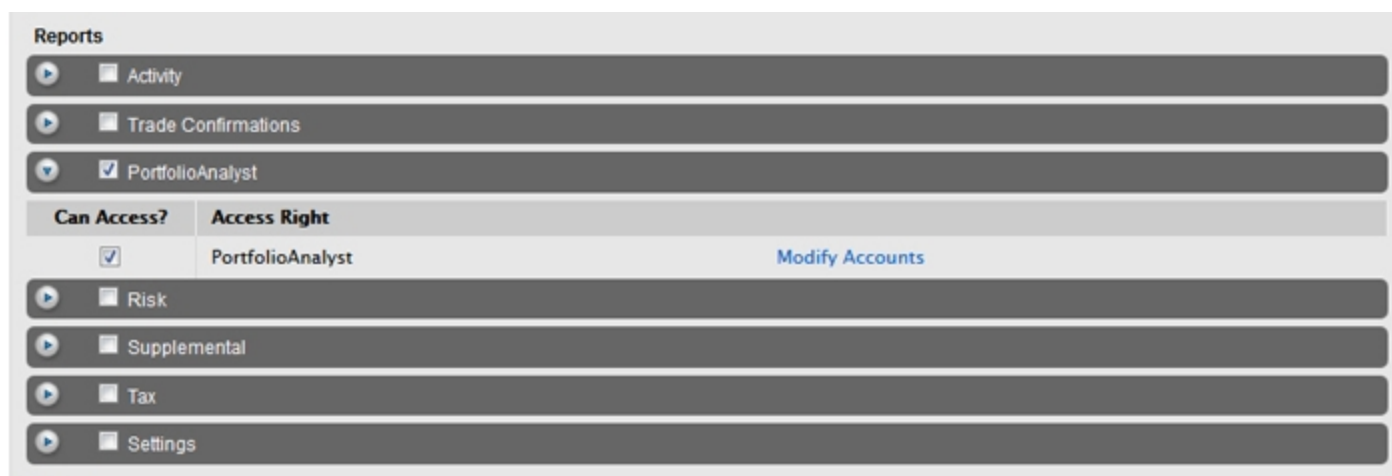 Reports
Activity
Trade Confirmations
PortfolioAnalyst
Can Access? Access Right
PortfolioAnalyst Modify Accounts
Risk
Supplemental
Tax
Settings